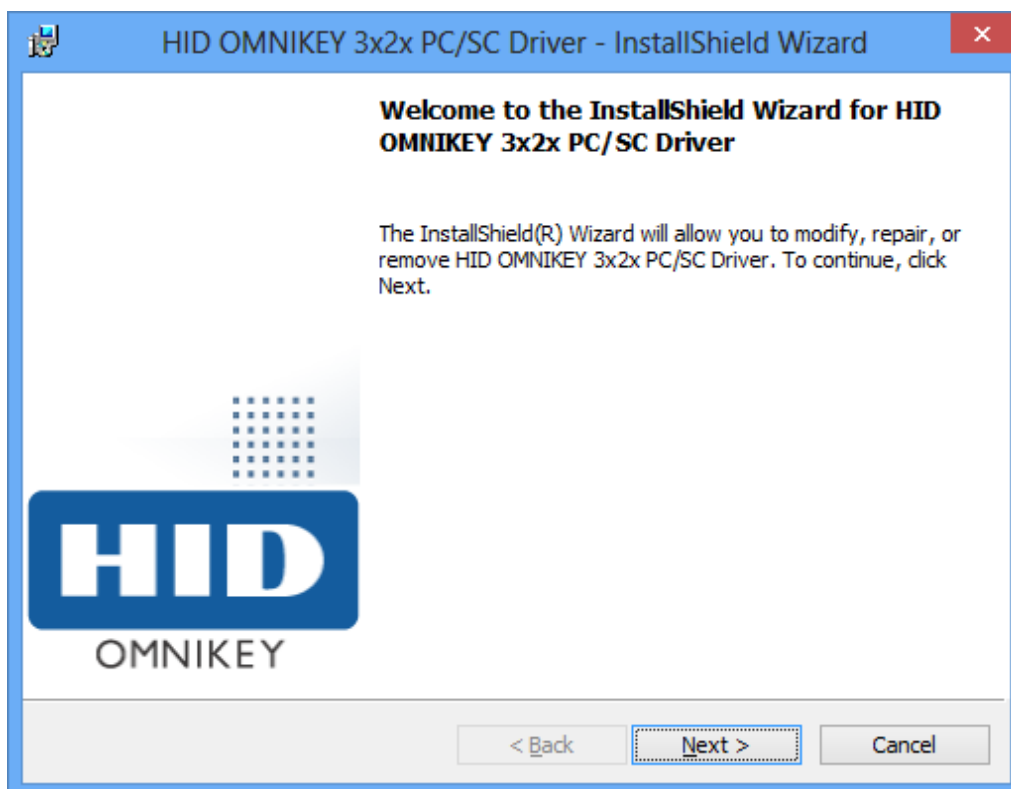 HID OMNIKEY 3x2x PC/SC Driver - InstallShield Wizard
Welcome to the InstallShield Wizard for HID
OMNIKEY 3x2x PC/SC Driver
The InstallShield(R) Wizard will allow you to modify, repair, or
remove HID OMNIKEY 3x2x PC/SC Driver. To continue, click
Next.
HID
OMNIKEY
< Back
Next >
Cancel